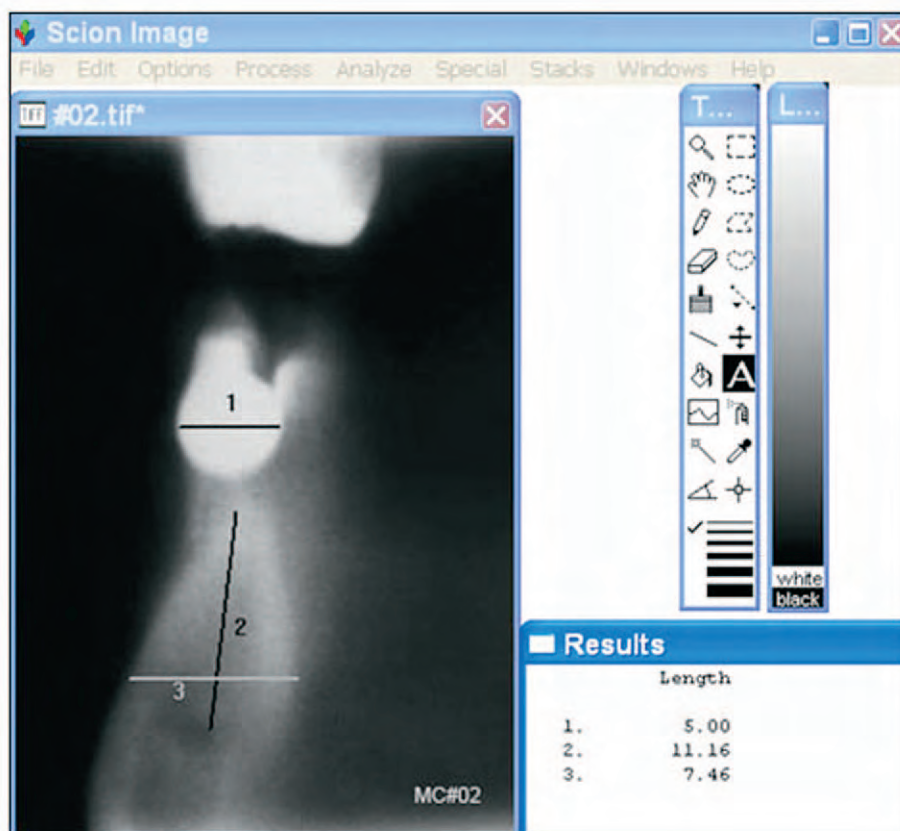 Scion Image
File Edit Options Process Analyze Special Stacks Windows Help
#02.tif*
T...
L...
1
2
3
MC#02
A
white
black
Results
Length
1. 5.00
2. 11.16
3. 7.46